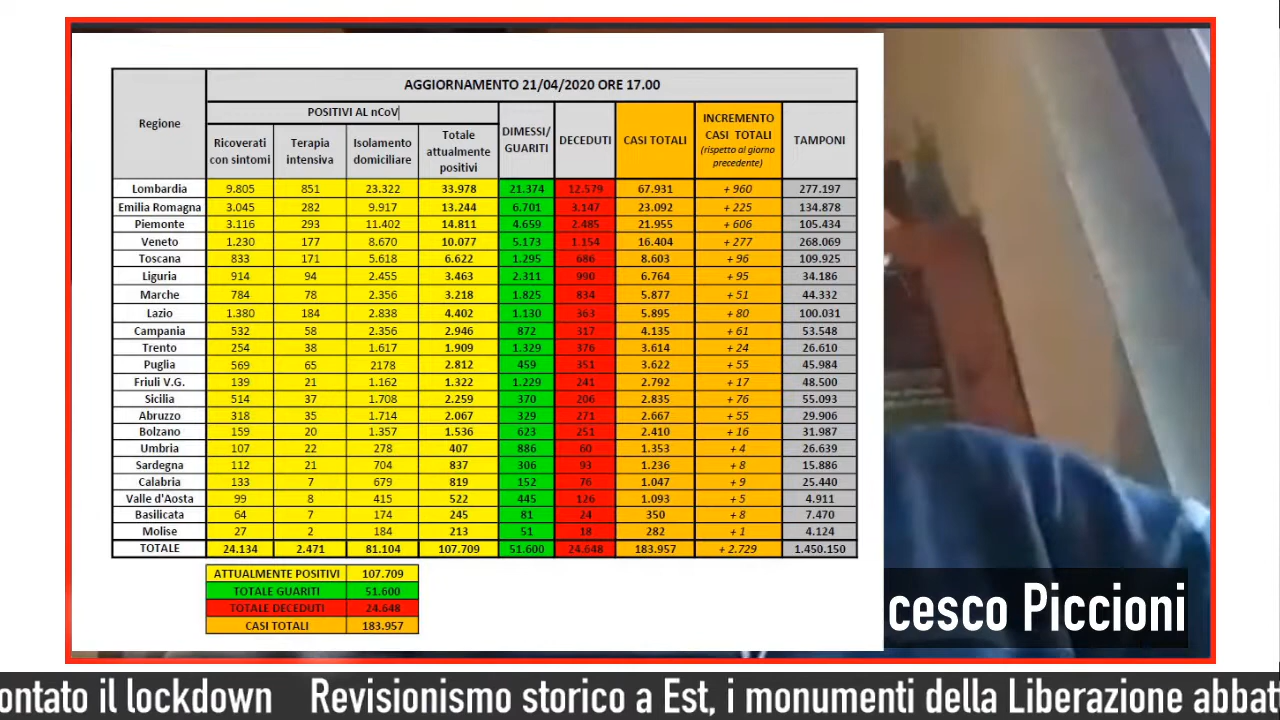 AGGIORNAMENTO 21/04/2020 ORE 17.00
Regione
POSITIVI AL nCoV
Ricoverati con sintomi
Terapia intensiva
Isolamento domiciliare
Totale attualmente positivi
DIMESSI/ GUARITI
DECEDUTI
CASI TOTALI
INCREMENTO CASI TOTALI (rispetto al giorno precedente)
TAMPONI
Lombardia 9.805 851 23.322 33.978 21.374 12.579 67.931 + 960 277.197
Emilia Romagna 3.045 282 9.917 13.244 6.701 3.147 23.092 + 225 134.878
Piemonte 3.116 293 11.402 14.811 4.659 2.485 21.955 + 606 105.434
Veneto 1.230 177 8.670 10.077 5.173 1.154 16.404 + 277 268.069
Toscana 833 171 5.618 6.622 1.295 686 8.603 + 96 109.925
Liguria 914 94 2.455 3.463 2.311 990 6.764 + 95 34.186
Marche 784 78 2.356 3.218 1.825 834 5.877 + 51 44.332
Lazio 1.380 184 2.838 4.402 1.130 363 5.895 + 80 100.031
Campania 532 58 2.356 2.946 872 317 4.135 + 61 53.548
Trento 254 38 1.617 1.909 1.329 376 3.614 + 24 26.610
Puglia 569 65 2178 2.812 459 351 3.622 + 55 45.984
Friuli V.G. 139 21 1.162 1.322 1.229 241 2.792 + 17 48.500
Sicilia 514 37 1.708 2.259 370 206 2.835 + 76 55.093
Abruzzo 318 35 1.714 2.067 329 271 2.667 + 55 29.906
Bolzano 159 20 1.357 1.536 623 251 2.410 + 16 31.987
Umbria 107 22 278 407 886 60 1.353 + 4 26.639
Sardegna 112 21 704 837 306 93 1.236 + 8 15.886
Calabria 133 7 679 819 152 76 1.047 + 9 25.440
Valle d'Aosta 99 8 415 522 445 126 1.093 + 5 4.911
Basilicata 64 7 174 245 81 24 350 + 8 7.470
Molise 27 2 184 213 51 18 282 + 1 4.124
TOTALE 24.134 2.471 81.104 107.709 51.600 24.648 183.957 + 2.729 1.450.150
ATTUALMENTE POSITIVI 107.709
TOTALE GUARITI 51.600
TOTALE DECEDUTI 24.648
CASI TOTALI 183.957
cesco Piccioni
ontato il lockdown Revisionismo storico a Est, i monumenti della Liberazione abbat